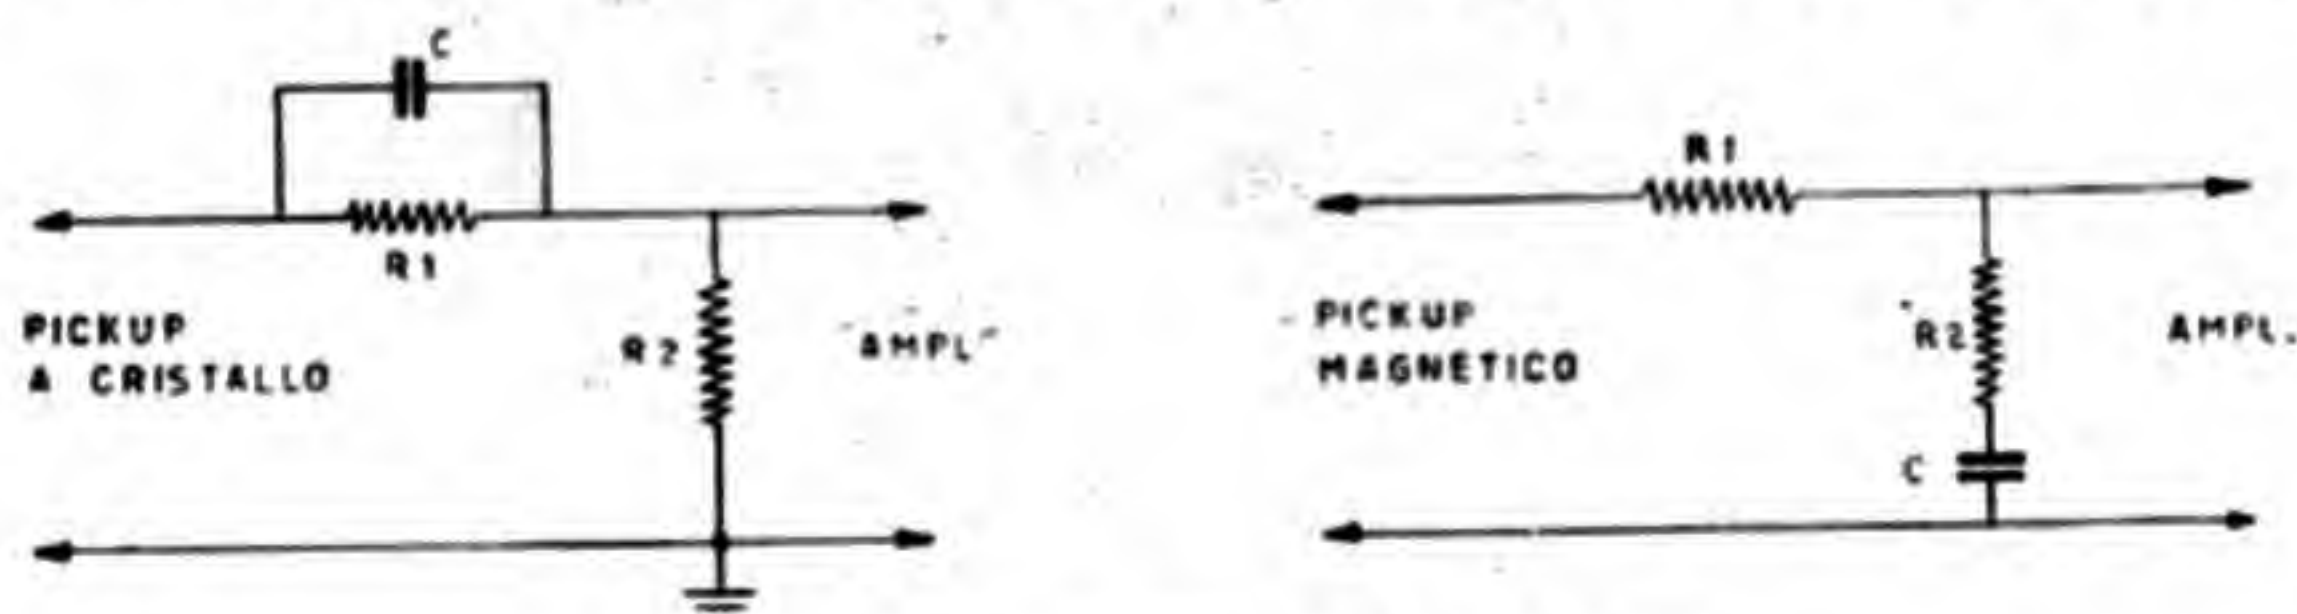 C
R1
PICKUP
A CRISTALLO
R2
AMPL
R1
PICKUP
MAGNETICO
R2
AMPL.
C